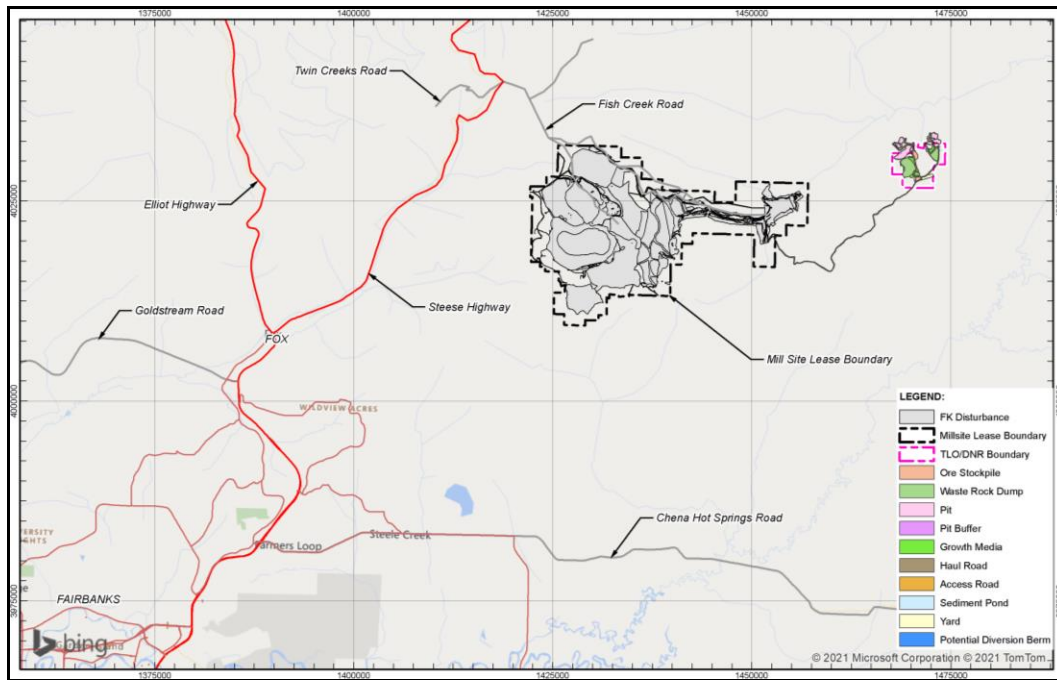 1375000
1400000
1425000
1450000
1475000
Twin Creeks Road
Fish Creek Road
4025000
Elliot Highway
Steese Highway
Goldstream Road
FOX
Mill Site Lease Boundary
4000000
WILDVIEW ACRES
LEGEND:
FK Disturbance
Millsite Lease Boundary
TLO/DNR Boundary
Ore Stockpile
Waste Rock Dump
Pit
Pit Buffer
Growth Media
Haul Road
Access Road
Sediment Pond
Yard
Potential Diversion Berm
Chena Hot Springs Road
Steele Creek
Farmers Loop
3975000
FAIRBANKS
bing
© 2021 Microsoft Corporation © 2021 TomTom
1375000
1400000
1425000
1450000
1475000